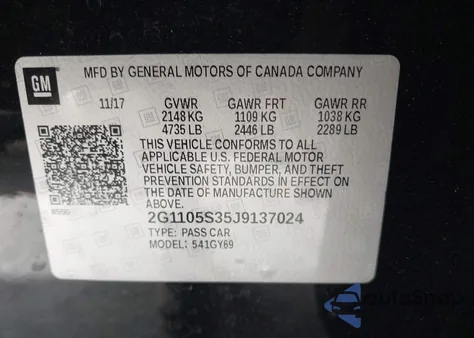 GM
MFD BY GENERAL MOTORS OF CANADA COMPANY
11/17 GVWR GAWR FRT GAWR RR
2148 KG 1109 KG 1038 KG
4735 LB 2446 LB 2289 LB
THIS VEHICLE CONFORMS TO ALL
APPLICABLE U.S. FEDERAL MOTOR
VEHICLE SAFETY, BUMPER, AND THEFT
PREVENTION STANDARDS IN EFFECT ON
THE DATE OF MANUFACTURE SHOWN
ABOVE.
2G1105S35J9137024
TYPE: PASS CAR
MODEL: 541GY69